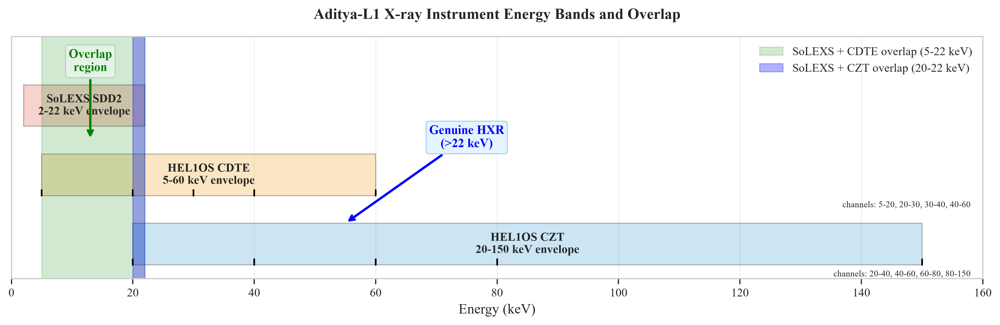 Aditya-L1 X-ray Instrument Energy Bands and Overlap
Overlap
region
SoLEXS + CDTE overlap (5-22 keV)
SoLEXS + CZT overlap (20-22 keV)
SoLEXS SDD2
2-22 keV envelope
Genuine HXR
(>22 keV)
HEL1OS CDTE
5-60 keV envelope
channels: 5-20, 20-30, 30-40, 40-60
HEL1OS CZT
20-150 keV envelope
channels: 20-40, 40-60, 60-80, 80-150
0 20 40 60 80 100 120 140 160
Energy (keV)